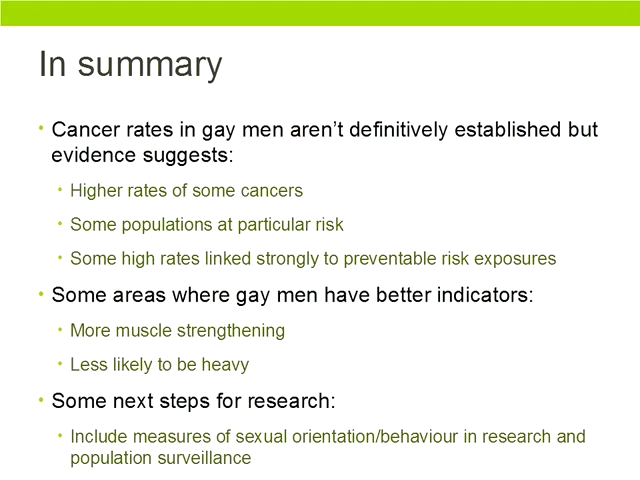 In summary
• Cancer rates in gay men aren’t definitively established but
evidence suggests:
• Higher rates of some cancers
• Some populations at particular risk
• Some high rates linked strongly to preventable risk exposures
• Some areas where gay men have better indicators:
• More muscle strengthening
• Less likely to be heavy
• Some next steps for research:
• Include measures of sexual orientation/behaviour in research and
population surveillance